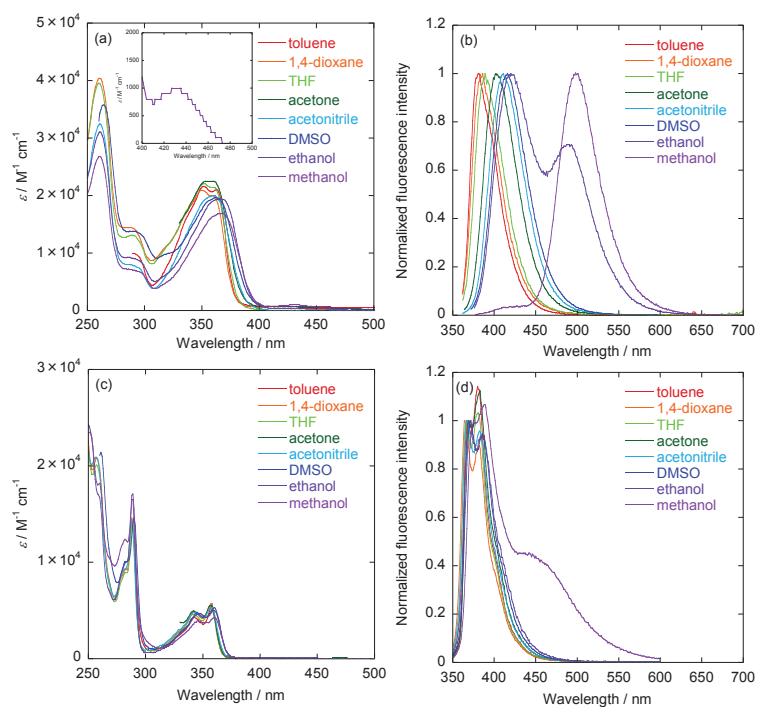 (a)
5 × 10⁴
4 × 10⁴
3 × 10⁴
2 × 10⁴
1 × 10⁴
0
ε / M⁻¹ cm⁻¹
250 300 350 400 450 500
Wavelength / nm
2000
1500
1000
500
0
ε / M⁻¹ cm⁻¹
400 420 440 460 480 500
Wavelength / nm
toluene
1,4-dioxane
THF
acetone
acetonitrile
DMSO
ethanol
methanol
(b)
1.2
1
0.8
0.6
0.4
0.2
0
Normalixed fluorescence intensity
350 400 450 500 550 600 650 700
Wavelength / nm
toluene
1,4-dioxane
THF
acetone
acetonitrile
DMSO
ethanol
methanol
(c)
3 × 10⁴
2 × 10⁴
1 × 10⁴
0
ε / M⁻¹ cm⁻¹
250 300 350 400 450 500
Wavelength / nm
toluene
1,4-dioxane
THF
acetone
acetonitrile
DMSO
ethanol
methanol
(d)
1.2
1
0.8
0.6
0.4
0.2
0
Normalized fluorescence intensity
350 400 450 500 550 600 650 700
Wavelength / nm
toluene
1,4-dioxane
THF
acetone
acetonitrile
DMSO
ethanol
methanol